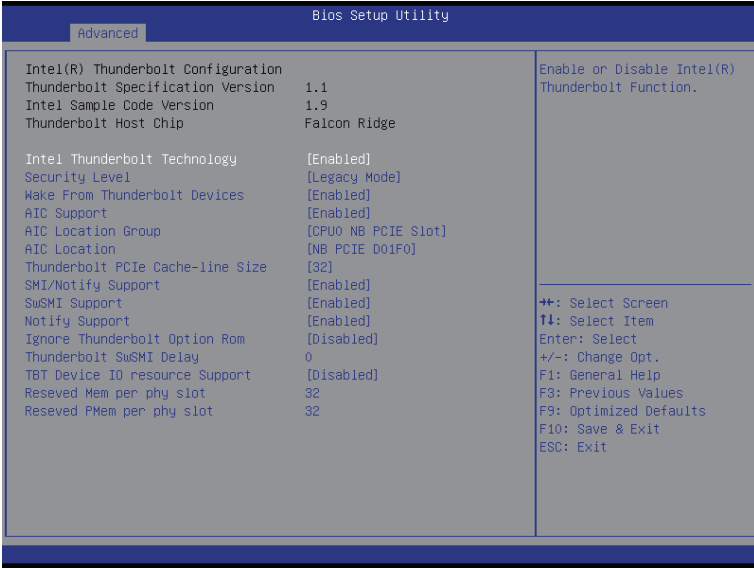 Bios Setup Utility
Advanced
Intel(R) Thunderbolt Configuration
Thunderbolt Specification Version 1.1
Intel Sample Code Version 1.9
Thunderbolt Host Chip Falcon Ridge
Intel Thunderbolt Technology [Enabled]
Security Level [Legacy Mode]
Wake From Thunderbolt Devices [Enabled]
AIC Support [Enabled]
AIC Location Group [CPU0 NB PCIE Slot]
AIC Location [NB PCIE D01F0]
Thunderbolt PCIe Cache-line Size [32]
SMI/Notify Support [Enabled]
SwSMI Support [Enabled]
Notify Support [Enabled]
Ignore Thunderbolt Option Rom [Disabled]
Thunderbolt SwSMI Delay 0
TBT Device IO resource Support [Disabled]
Reseved Mem per phy slot 32
Reseved PMem per phy slot 32
Enable or Disable Intel(R)
Thunderbolt Function.
→←: Select Screen
↑↓: Select Item
Enter: Select
+/-: Change Opt.
F1: General Help
F3: Previous Values
F9: Optimized Defaults
F10: Save & Exit
ESC: Exit